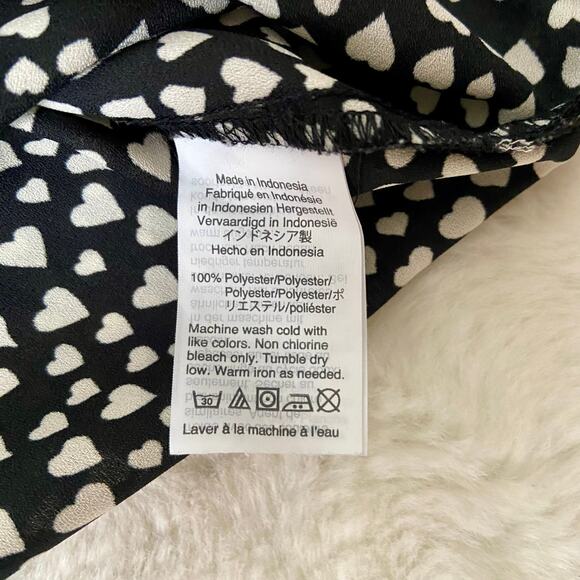 Made in Indonesia
Fabriqué en Indonésie
in Indonesien Hergestellt
Vervaardigd in Indonesië
インドネシア製
Hecho en Indonesia
100% Polyester/Polyester/
Polyester/Polyester/ポ
リエステル/poliéster
Machine wash cold with
like colors. Non chlorine
bleach only. Tumble dry
low. Warm iron as needed.
30
Laver à la machine à l'eau